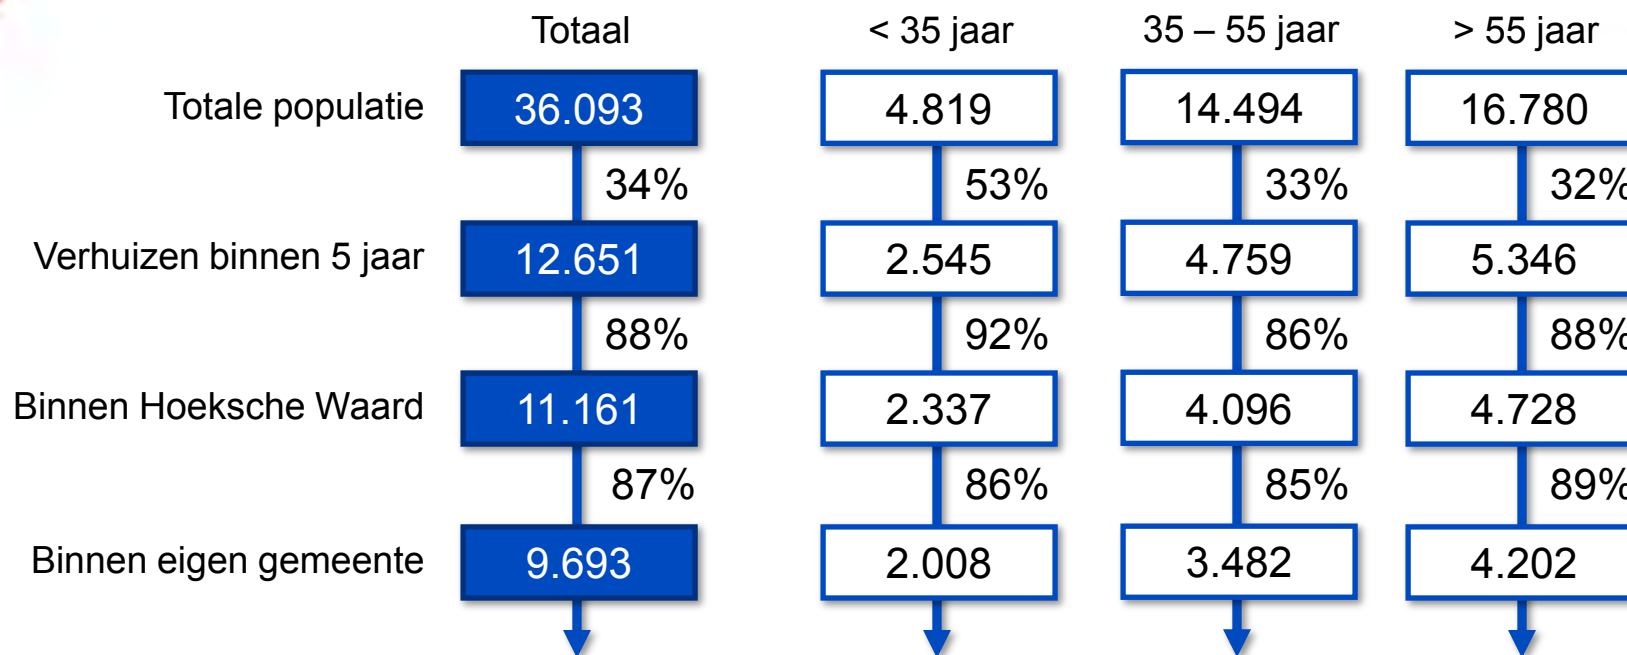 Totaal < 35 jaar 35 – 55 jaar > 55 jaar
Totale populatie 36.093 4.819 14.494 16.780
34% 53% 33% 32%
Verhuizen binnen 5 jaar 12.651 2.545 4.759 5.346
88% 92% 86% 88%
Binnen Hoeksche Waard 11.161 2.337 4.096 4.728
87% 86% 85% 89%
Binnen eigen gemeente 9.693 2.008 3.482 4.202